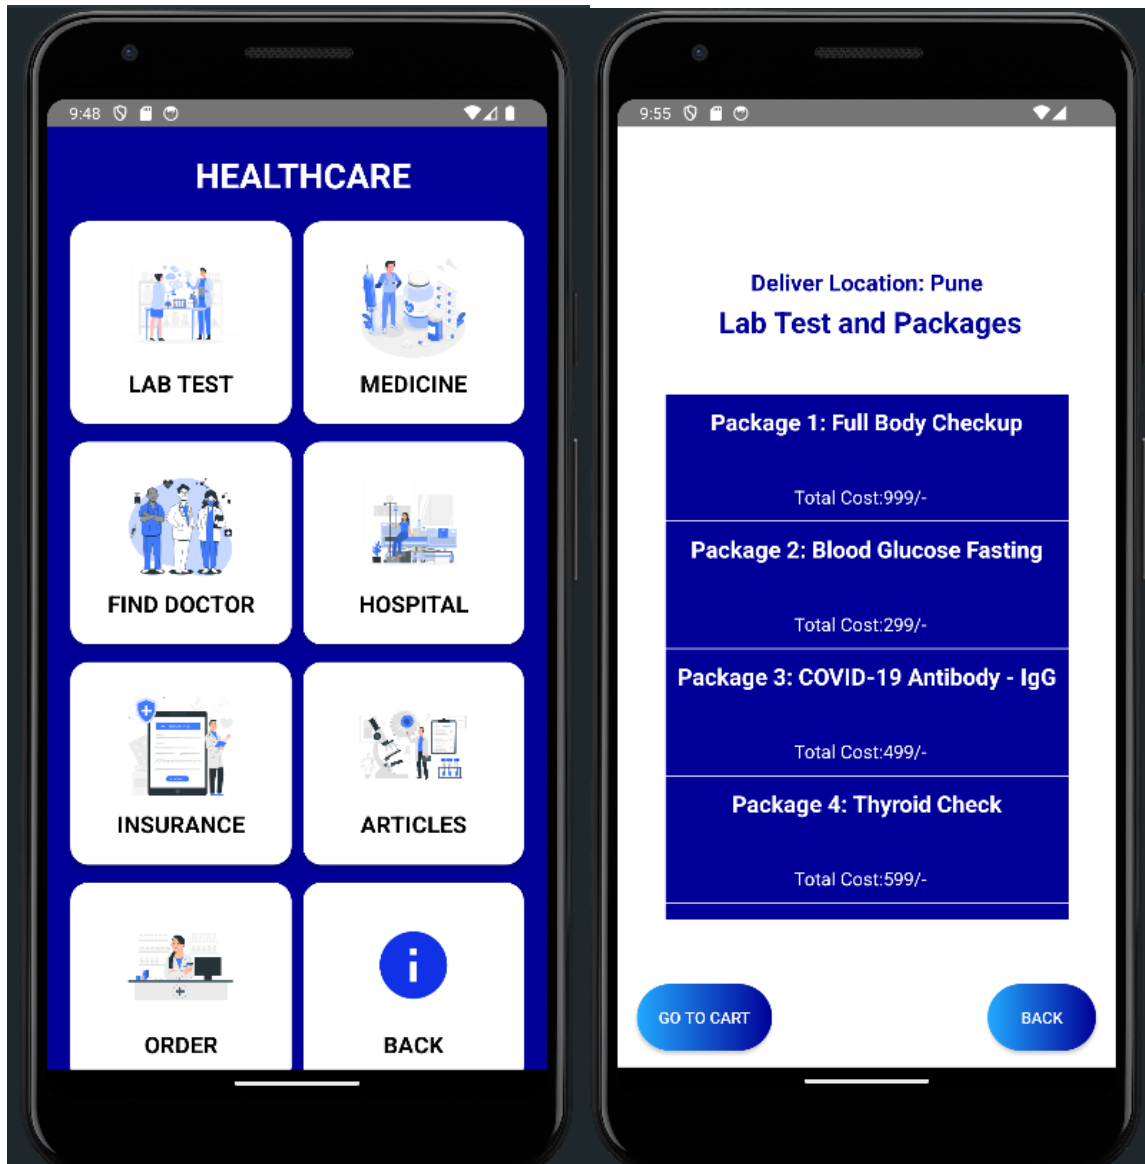 9:48
HEALTHCARE
LAB TEST
MEDICINE
FIND DOCTOR
HOSPITAL
INSURANCE
ARTICLES
ORDER
BACK
9:55
Deliver Location: Pune
Lab Test and Packages
Package 1: Full Body Checkup
Total Cost:999/-
Package 2: Blood Glucose Fasting
Total Cost:299/-
Package 3: COVID-19 Antibody - IgG
Total Cost:499/-
Package 4: Thyroid Check
Total Cost:599/-
GO TO CART
BACK